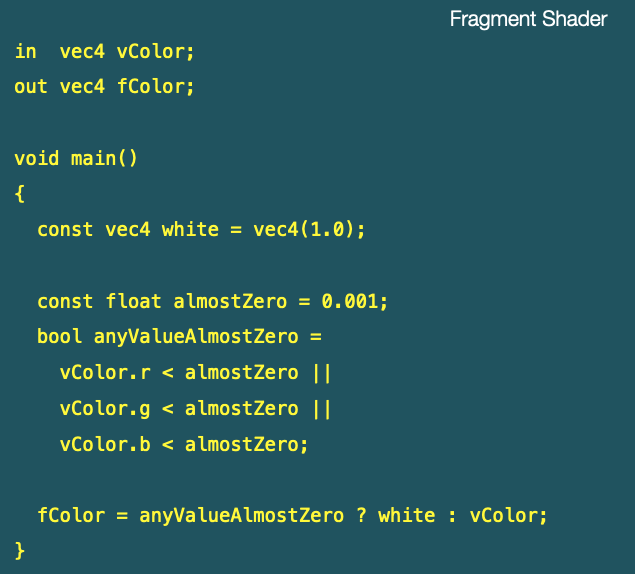 Fragment Shader
in  vec4 vColor;
out vec4 fColor;
void main()
{
  const vec4 white = vec4(1.0);
  const float almostZero = 0.001;
  bool anyValueAlmostZero =
    vColor.r < almostZero ||
    vColor.g < almostZero ||
    vColor.b < almostZero;
  fColor = anyValueAlmostZero ? white : vColor;
}